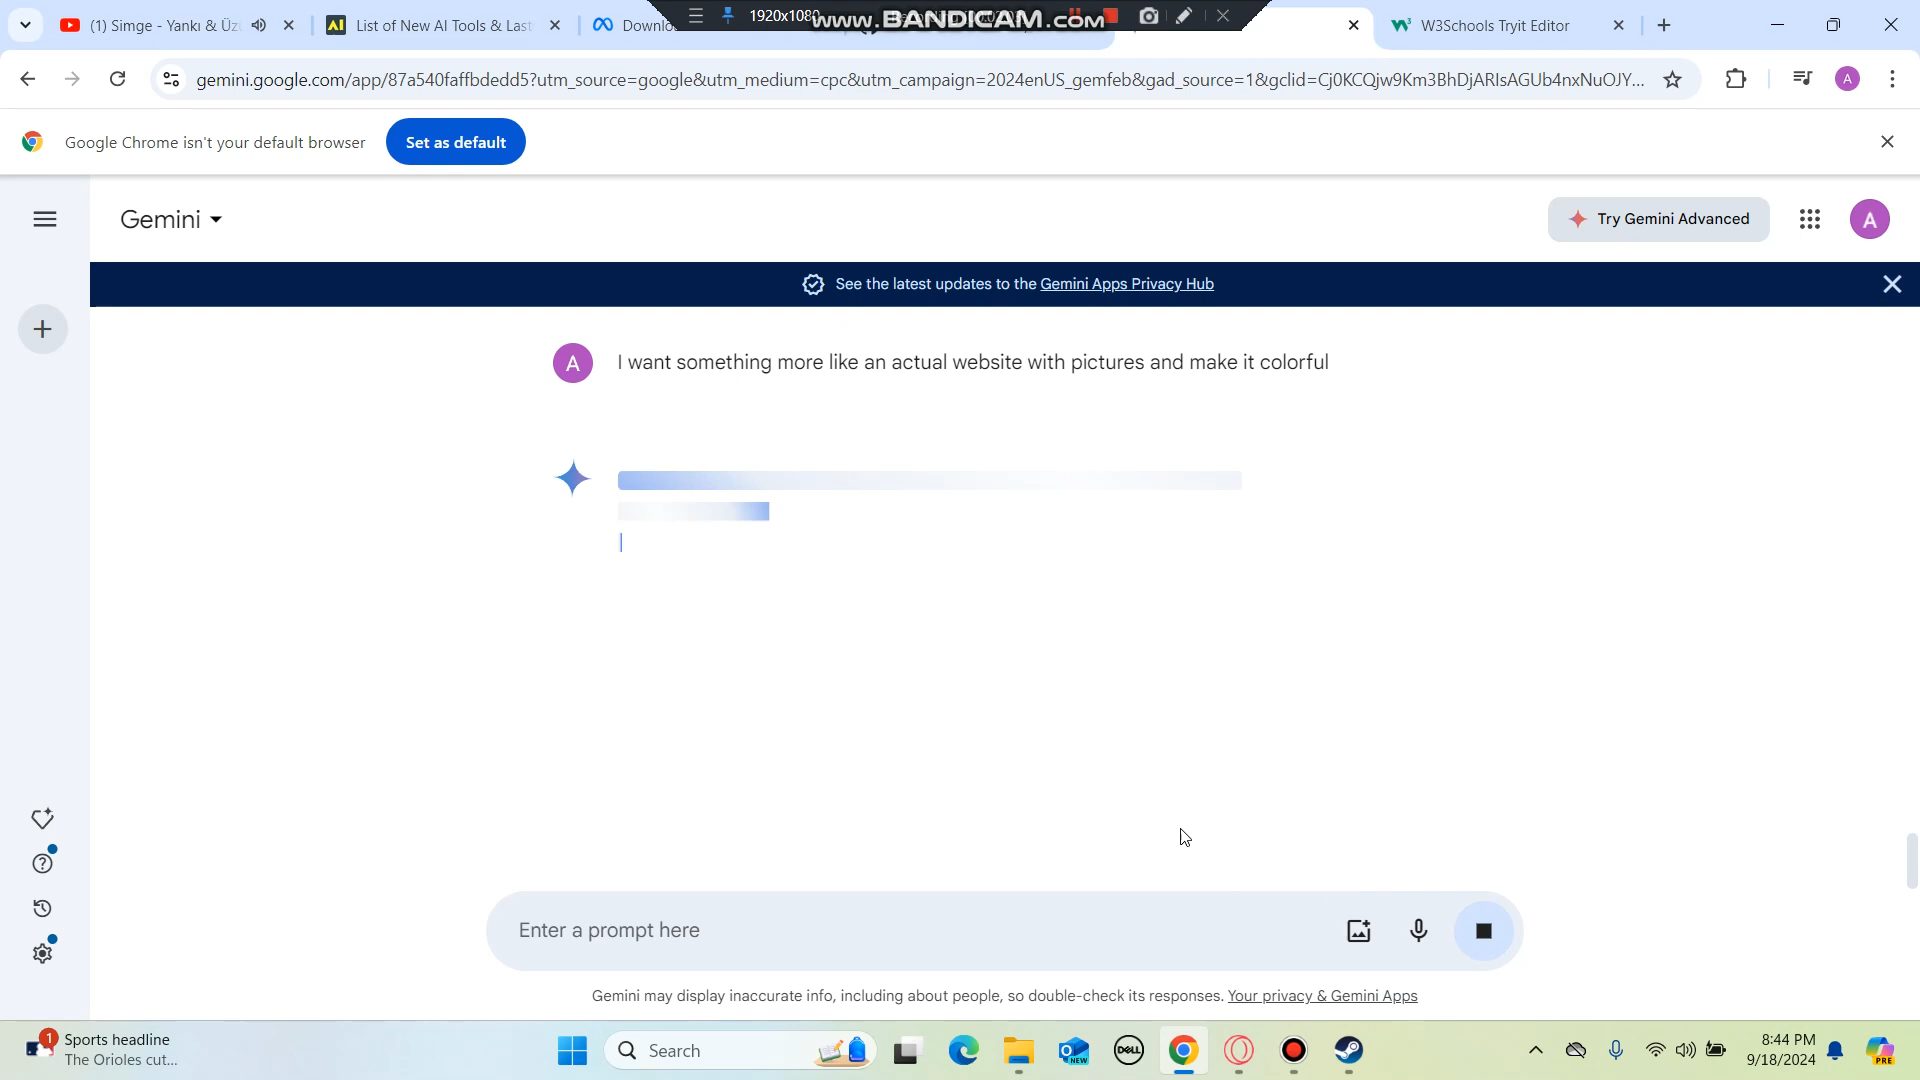 (1) Simge - Yankı & Üz
List of New AI Tools & Last
Downlo
1920x1080
www.BANDICAM.com
W3Schools Tryit Editor
gemini.google.com/app/87a540faffbdedd5?utm_source=google&utm_medium=cpc&utm_campaign=2024enUS_gemfeb&gad_source=1&gclid=Cj0KCQjw9Km3BhDjARIsAGUb4nxNuOJY...
A
Google Chrome isn't your default browser
Set as default
Gemini
Try Gemini Advanced
A
See the latest updates to the Gemini Apps Privacy Hub
A
I want something more like an actual website with pictures and make it colorful
Enter a prompt here
Gemini may display inaccurate info, including about people, so double-check its responses. Your privacy & Gemini Apps
1
Sports headline
The Orioles cut...
Search
NEW
DELL
8:44 PM
9/18/2024
PRE